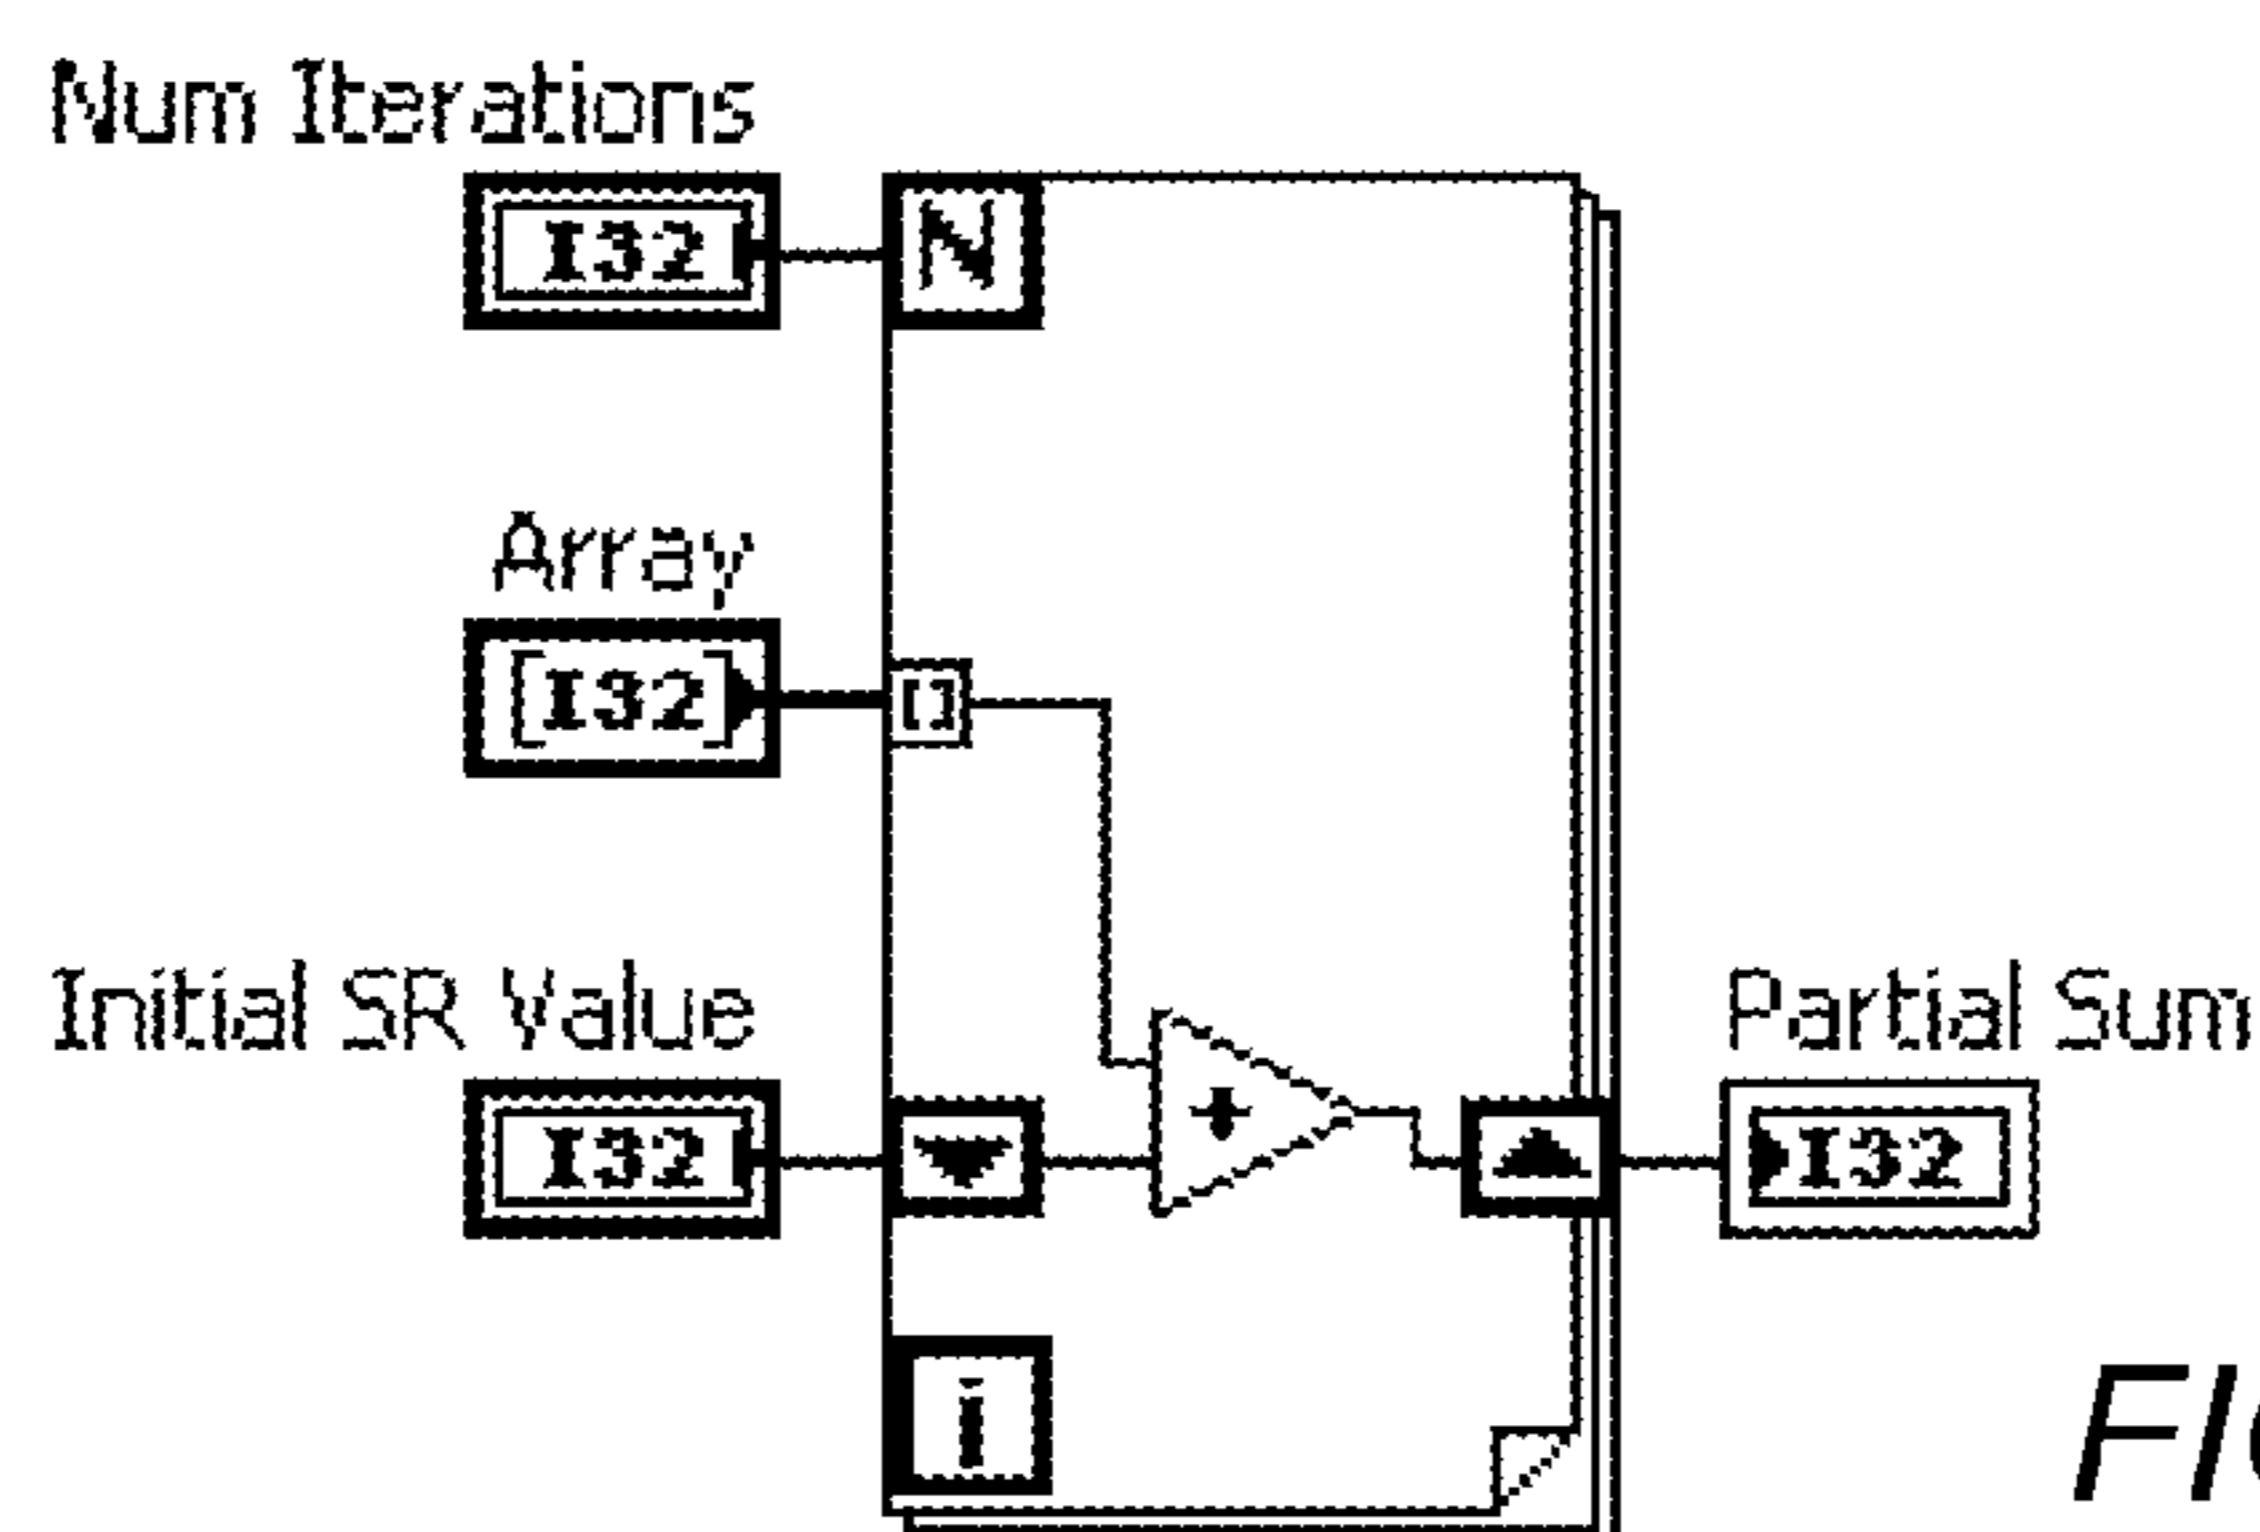 Num Iterations
I32
N
Array
[I32]
[]
Initial SR Value
I32
+
Partial Sum
I32
i